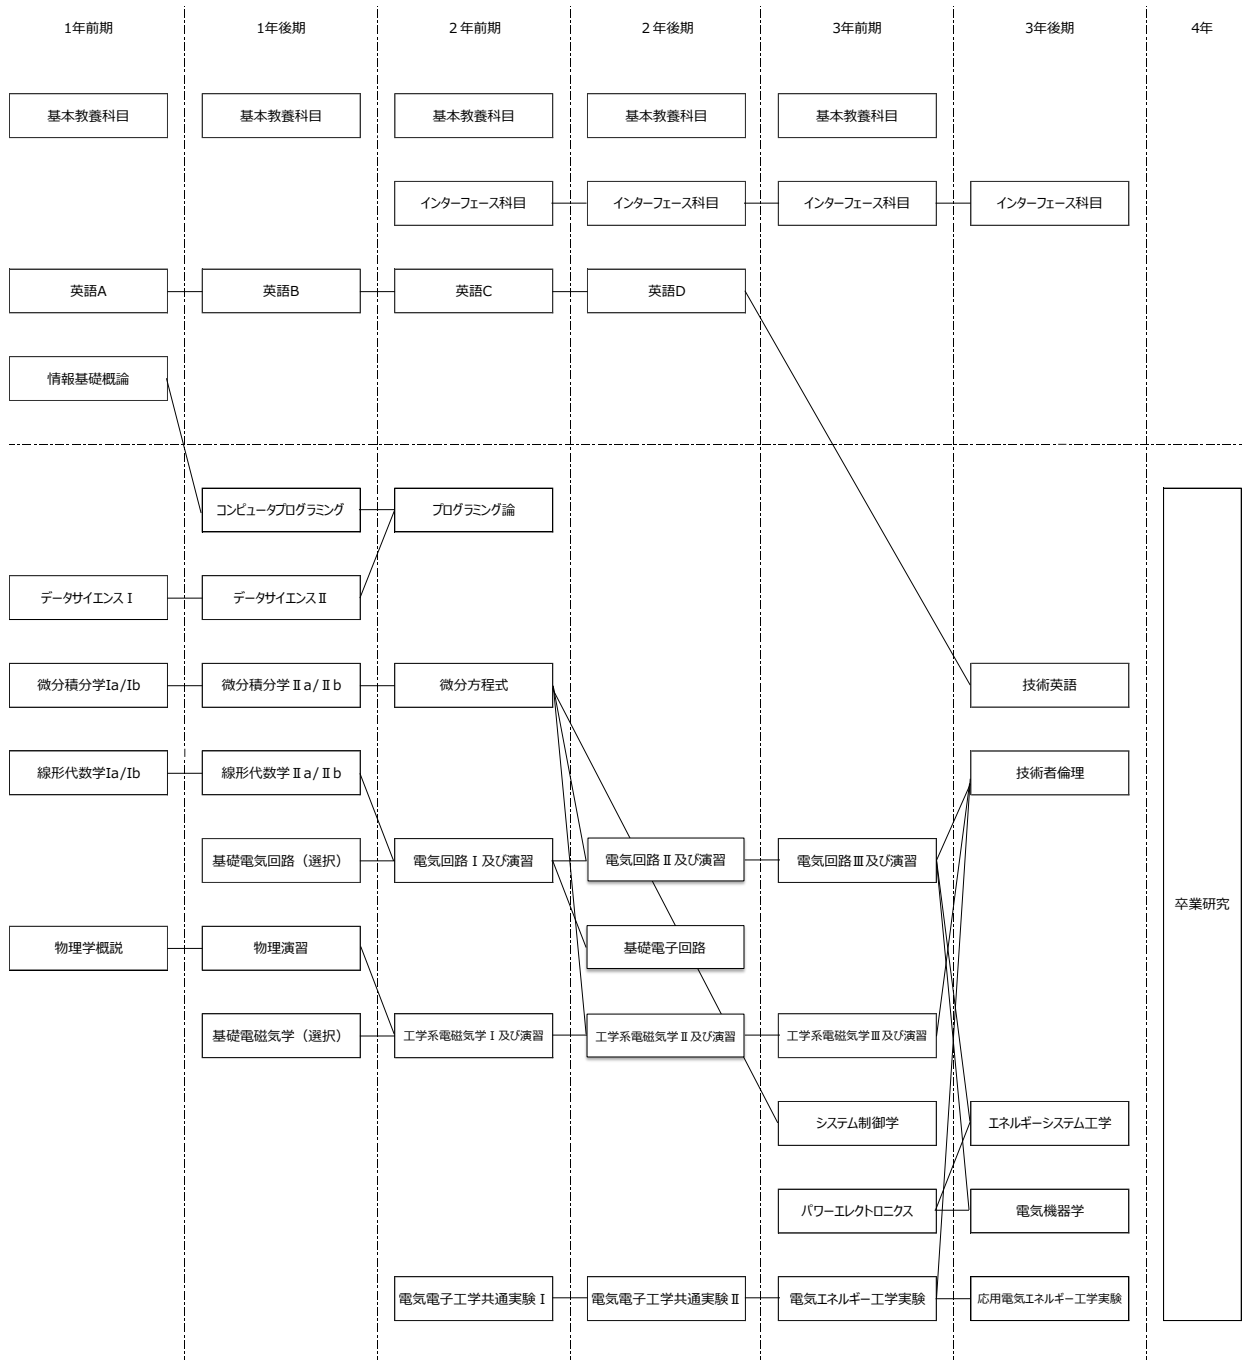 1年前期
1年後期
２年前期
２年後期
3年前期
3年後期
4年
基本教養科目
基本教養科目
基本教養科目
基本教養科目
基本教養科目
インターフェース科目
インターフェース科目
インターフェース科目
インターフェース科目
英語A
英語B
英語C
英語D
情報基礎概論
コンピュータプログラミング
プログラミング論
データサイエンスⅠ
データサイエンスⅡ
微分積分学Ia/Ib
微分積分学Ⅱa/Ⅱb
微分方程式
技術英語
線形代数学Ia/Ib
線形代数学Ⅱa/Ⅱb
技術者倫理
基礎電気回路（選択）
電気回路Ⅰ及び演習
電気回路Ⅱ及び演習
電気回路Ⅲ及び演習
卒業研究
物理学概説
物理演習
基礎電子回路
基礎電磁気学（選択）
工学系電磁気学Ⅰ及び演習
工学系電磁気学Ⅱ及び演習
工学系電磁気学Ⅲ及び演習
システム制御学
エネルギーシステム工学
パワーエレクトロニクス
電気機器学
電気電子工学共通実験Ⅰ
電気電子工学共通実験Ⅱ
電気エネルギー工学実験
応用電気エネルギー工学実験